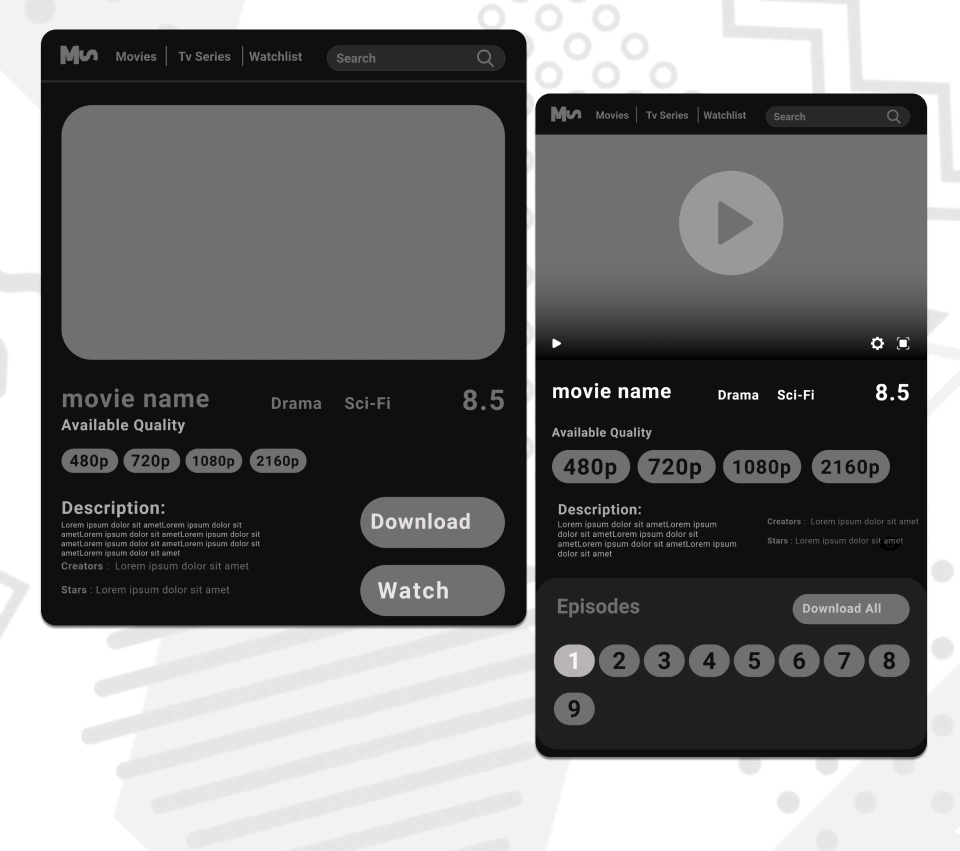 Movies
Tv Series
Watchlist
Search
movie name
Drama
Sci-Fi
8.5
Available Quality
480p
720p
1080p
2160p
Description:
Lorem ipsum dolor sit ametLorem ipsum dolor sit
ametLorem ipsum dolor sit ametLorem ipsum dolor sit
ametLorem ipsum dolor sit ametLorem ipsum dolor sit
ametLorem ipsum dolor sit amet
Creators : Lorem ipsum dolor sit amet
Stars : Lorem ipsum dolor sit amet
Download
Watch
Movies
Tv Series
Watchlist
Search
movie name
Drama
Sci-Fi
8.5
Available Quality
480p
720p
1080p
2160p
Description:
Lorem ipsum dolor sit ametLorem ipsum
dolor sit ametLorem ipsum dolor sit
ametLorem ipsum dolor sit ametLorem ipsum
dolor sit amet
Creators : Lorem ipsum dolor sit amet
Stars : Lorem ipsum dolor sit amet
Episodes
Download All
1 2 3 4 5 6 7 8
9